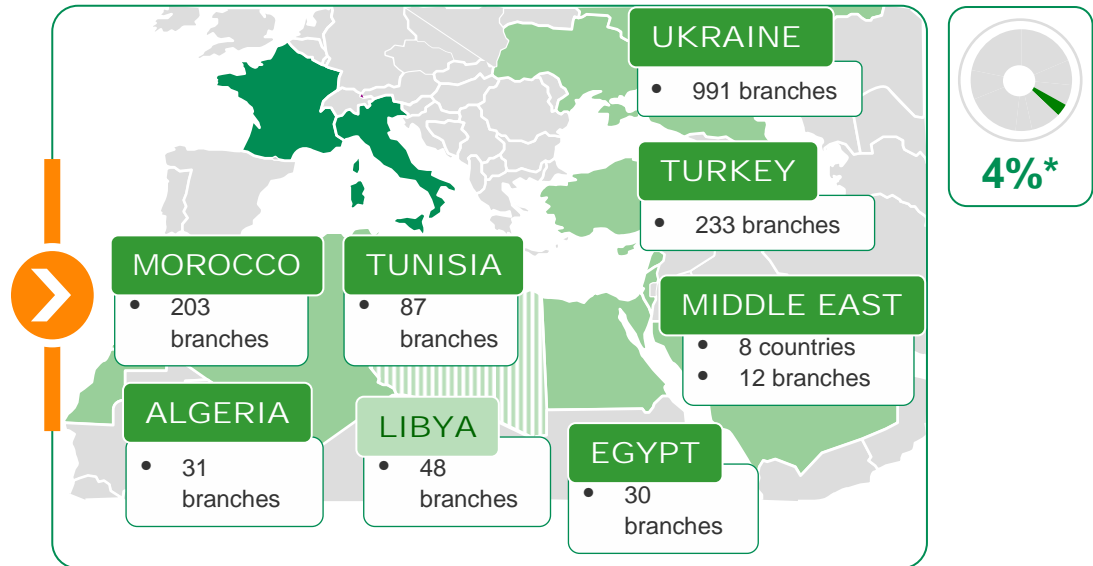 UKRAINE
• 991 branches
4%*
TURKEY
• 233 branches
MOROCCO
• 203
branches
TUNISIA
• 87
branches
MIDDLE EAST
• 8 countries
• 12 branches
ALGERIA
• 31
branches
LIBYA
• 48
branches
EGYPT
• 30
branches